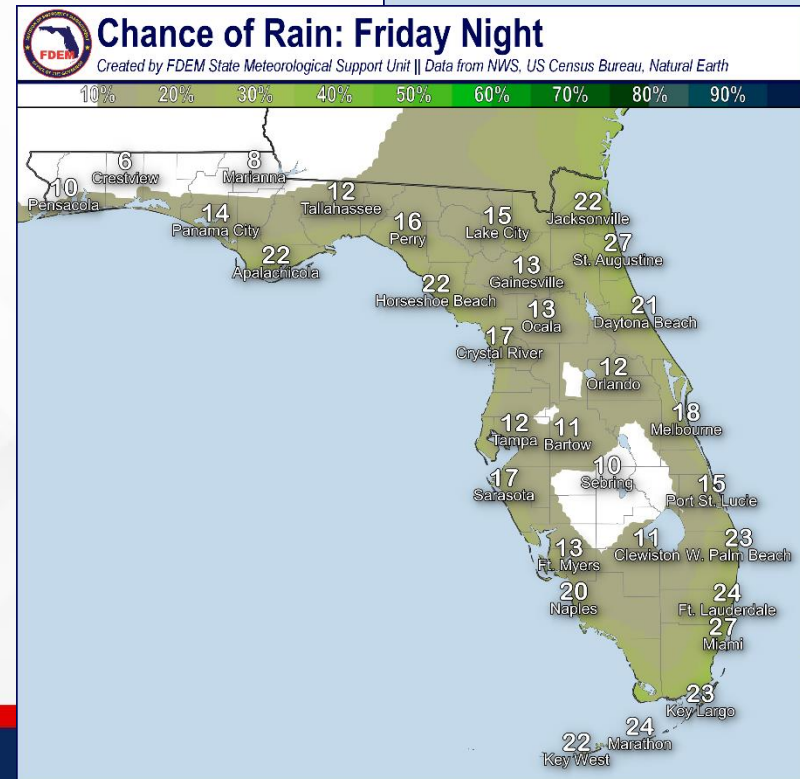 Chance of Rain: Friday Night
FDEM
Created by FDEM State Meteorological Support Unit || Data from NWS, US Census Bureau, Natural Earth
10% 20% 30% 40% 50% 60% 70% 80% 90%
6
Crestview
8
Marianna
10
Pensacola
12
Tallahassee
14
Panama City
16
Perry
15
Lake City
22
Jacksonville
22
Apalachicola
27
St. Augustine
13
Gainesville
22
Horseshoe Beach
13
Ocala
21
Daytona Beach
17
Crystal River
12
Orlando
12
Tampa
11
Bartow
18
Melbourne
17
Sarasota
10
Sebring
15
Port St. Lucie
13
Ft. Myers
11
Clewiston
23
W. Palm Beach
20
Naples
24
Ft. Lauderdale
27
Miami
23
Key Largo
24
Marathon
22
Key West